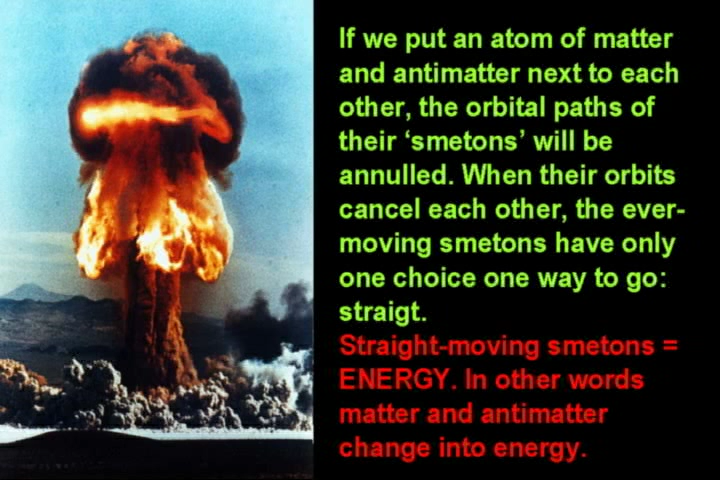 If we put an atom of matter
and antimatter next to each
other, the orbital paths of
their ‘smetons’ will be
annulled. When their orbits
cancel each other, the ever-
moving smetons have only
one choice one way to go:
straigt.
Straight-moving smetons =
ENERGY. In other words
matter and antimatter
change into energy.